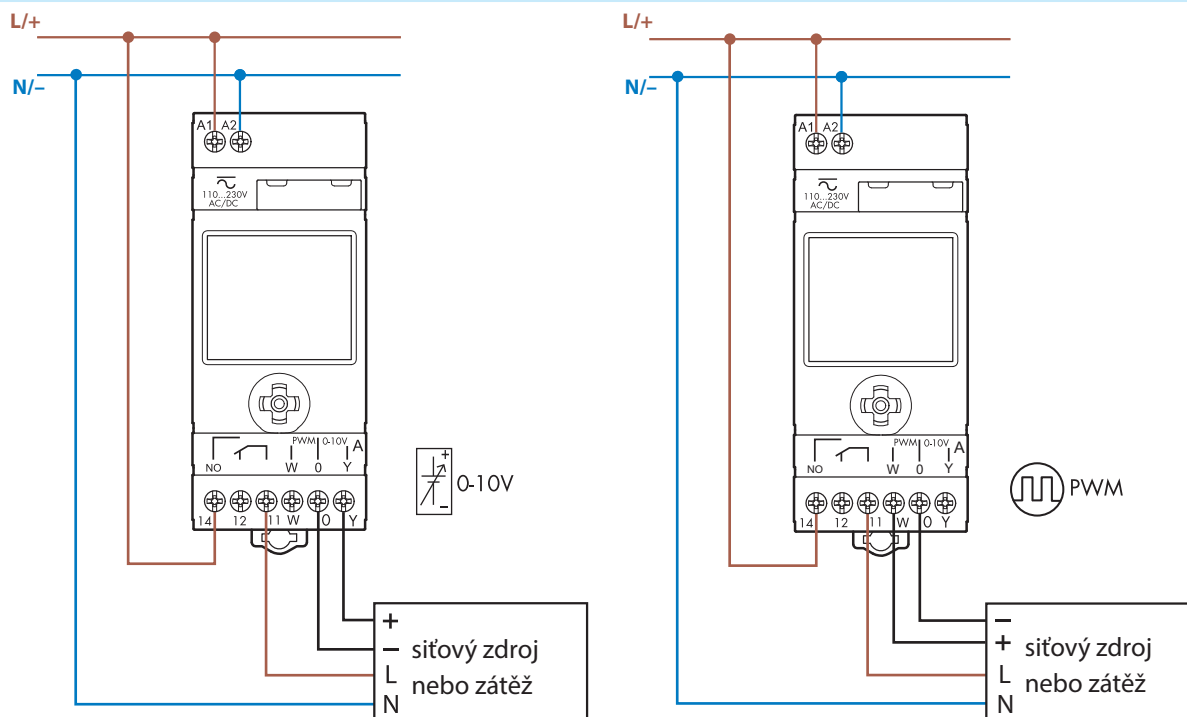 L/+
N/–
A1 A2
110...230V
AC/DC
PWM 0-10V A
NO W 0 Y
14 12 11 W 0 Y
0-10V
+
–
+
– síťový zdroj
L nebo zátěž
N
L/+
N/–
A1 A2
110...230V
AC/DC
PWM 0-10V A
NO W 0 Y
14 12 11 W 0 Y
PWM
–
+ síťový zdroj
L nebo zátěž
N